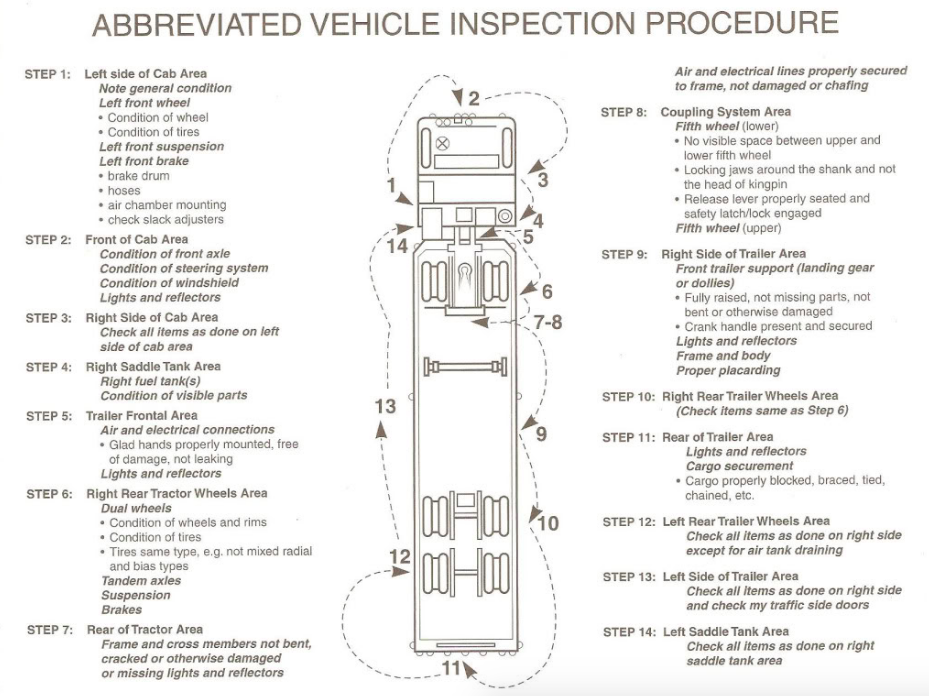 ABBREVIATED VEHICLE INSPECTION PROCEDURE
STEP 1: Left side of Cab Area
Note general condition
Left front wheel
• Condition of wheel
• Condition of tires
Left front suspension
Left front brake
• brake drum
• hoses
• air chamber mounting
• check slack adjusters
STEP 2: Front of Cab Area
Condition of front axle
Condition of steering system
Condition of windshield
Lights and reflectors
STEP 3: Right Side of Cab Area
Check all items as done on left
side of cab area
STEP 4: Right Saddle Tank Area
Right fuel tank(s)
Condition of visible parts
STEP 5: Trailer Frontal Area
Air and electrical connections
• Glad hands properly mounted, free
of damage, not leaking
Lights and reflectors
STEP 6: Right Rear Tractor Wheels Area
Dual wheels
• Condition of wheels and rims
• Condition of tires
• Tires same type, e.g. not mixed radial
and bias types
Tandem axles
Suspension
Brakes
STEP 7: Rear of Tractor Area
Frame and cross members not bent,
cracked or otherwise damaged
or missing lights and reflectors
2
1
3
4
14
5
6
7-8
13
9
10
12
11
Air and electrical lines properly secured
to frame, not damaged or chafing
STEP 8: Coupling System Area
Fifth wheel (lower)
• No visible space between upper and
lower fifth wheel
• Locking jaws around the shank and not
the head of kingpin
• Release lever properly seated and
safety latch/lock engaged
Fifth wheel (upper)
STEP 9: Right Side of Trailer Area
Front trailer support (landing gear
or dollies)
• Fully raised, not missing parts, not
bent or otherwise damaged
• Crank handle present and secured
Lights and reflectors
Frame and body
Proper placarding
STEP 10: Right Rear Trailer Wheels Area
(Check items same as Step 6)
STEP 11: Rear of Trailer Area
Lights and reflectors
Cargo securement
• Cargo properly blocked, braced, tied,
chained, etc.
STEP 12: Left Rear Trailer Wheels Area
Check all items as done on right side
except for air tank draining
STEP 13: Left Side of Trailer Area
Check all items as done on right side
and check my traffic side doors
STEP 14: Left Saddle Tank Area
Check all items as done on right
saddle tank area